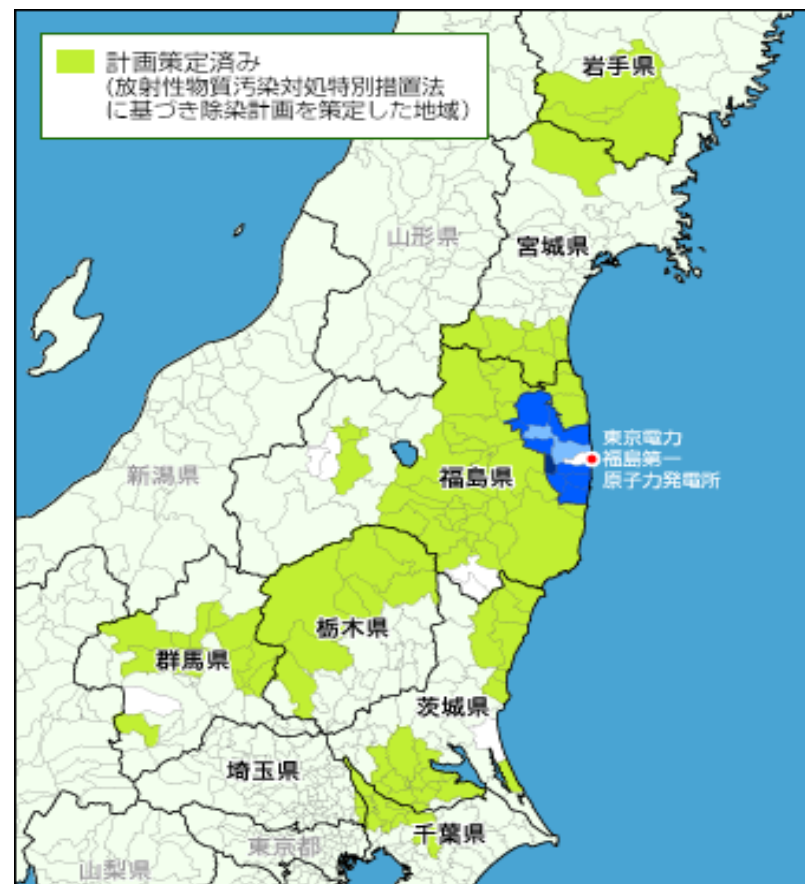 計画策定済み
(放射性物質汚染対処特別措置法
に基づき除染計画を策定した地域)
岩手県
山形県
宮城県
新潟県
福島県
東京電力
福島第一
原子力発電所
栃木県
群馬県
茨城県
埼玉県
千葉県
東京都
山梨県